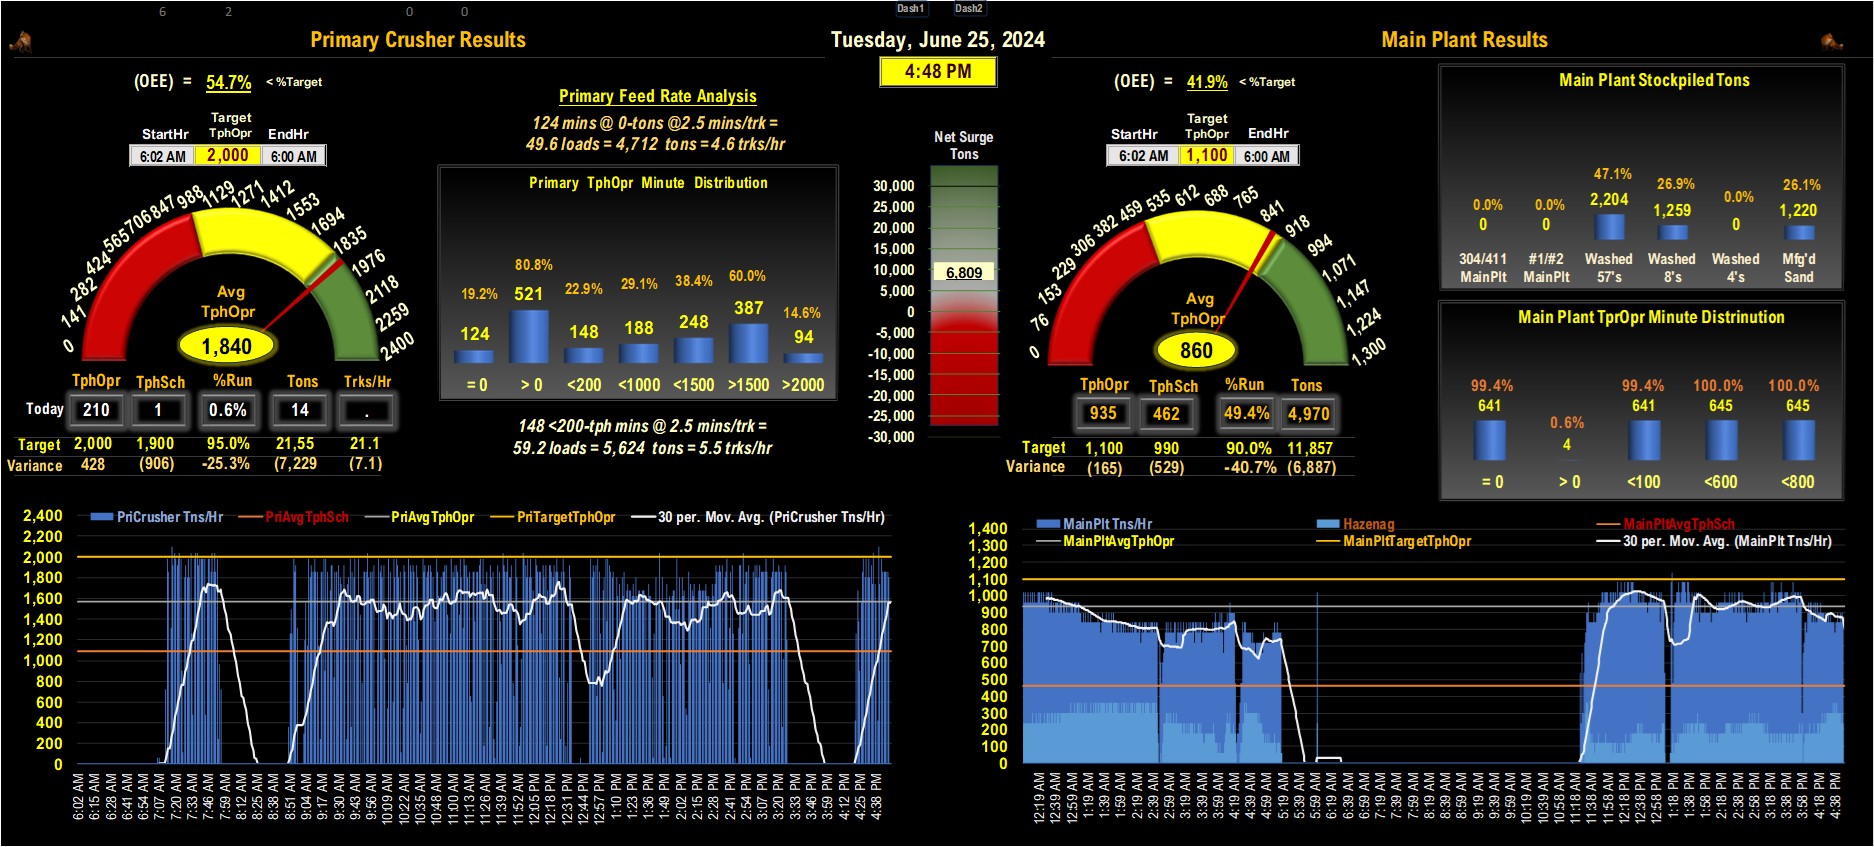 6 2 0 0 Dash1 Dash2
Primary Crusher Results
Tuesday, June 25, 2024
Main Plant Results
4:48 PM
(OEE) = 54.7% < %Target
StartHr Target TphOpr EndHr
6:02 AM 2,000 6:00 AM
0 141 282 424 565 706 847 988 1129 1271 1412 1553 1694 1835 1976 2118 2259 2400
Avg
TphOpr
1,840
TphOpr TphSch %Run Tons Trks/Hr
Today 210 1 0.6% 14 .
Target 2,000 1,900 95.0% 21,55 21.1
Variance 428 (906) -25.3% (7,229 (7.1)
Primary Feed Rate Analysis
124 mins @ 0-tons @2.5 mins/trk =
49.6 loads = 4,712 tons = 4.6 trks/hr
Primary TphOpr Minute Distribution
19.2% 80.8% 22.9% 29.1% 38.4% 60.0% 14.6%
124 521 148 188 248 387 94
= 0 > 0 <200 <1000 <1500 >1500 >2000
148 <200-tph mins @ 2.5 mins/trk =
59.2 loads = 5,624 tons = 5.5 trks/hr
Net Surge
Tons
30,000
25,000
20,000
15,000
10,000
6,809
5,000
0
-5,000
-10,000
-15,000
-20,000
-25,000
-30,000
(OEE) = 41.9% < %Target
StartHr Target TphOpr EndHr
6:02 AM 1,100 6:00 AM
0 76 153 229 306 382 459 535 612 688 765 841 918 994 1,071 1,147 1,224 1,300
Avg
TphOpr
860
TphOpr TphSch %Run Tons
935 462 49.4% 4,970
Target 1,100 990 90.0% 11,857
Variance (165) (529) -40.7% (6,887)
Main Plant Stockpiled Tons
0.0% 0.0% 47.1% 26.9% 0.0% 26.1%
0 0 2,204 1,259 0 1,220
304/411 #1/#2 Washed Washed Washed Mfg'd
MainPlt MainPlt 57's 8's 4's Sand
Main Plant TprOpr Minute Distrinution
99.4% 0.6% 99.4% 100.0% 100.0%
641 4 641 645 645
= 0 > 0 <100 <600 <800
PriCrusher Tns/Hr PriAvgTphSch PriAvgTphOpr PriTargetTphOpr 30 per. Mov. Avg. (PriCrusher Tns/Hr)
2,400
2,200
2,000
1,800
1,600
1,400
1,200
1,000
800
600
400
200
0
6:02 AM 6:15 AM 6:28 AM 6:41 AM 6:54 AM 7:07 AM 7:20 AM 7:33 AM 7:46 AM 7:59 AM 8:12 AM 8:25 AM 8:38 AM 8:51 AM 9:04 AM 9:17 AM 9:30 AM 9:43 AM 9:56 AM 10:09 AM 10:22 AM 10:35 AM 10:48 AM 11:00 AM 11:13 AM 11:26 AM 11:39 AM 11:52 AM 12:05 PM 12:18 PM 12:31 PM 12:44 PM 12:57 PM 1:10 PM 1:23 PM 1:36 PM 1:49 PM 2:02 PM 2:15 PM 2:28 PM 2:41 PM 2:54 PM 3:07 PM 3:20 PM 3:33 PM 3:46 PM 3:59 PM 4:12 PM 4:25 PM 4:38 PM
MainPlt Tns/Hr Hazenag MainPltAvgTphSch
MainPltAvgTphOpr MainPltTargetTphOpr 30 per. Mov. Avg. (MainPlt Tns/Hr)
1,400
1,300
1,200
1,100
1,000
900
800
700
600
500
400
300
200
100
0
12:19 AM 12:39 AM 12:59 AM 1:19 AM 1:39 AM 1:59 AM 2:19 AM 2:39 AM 2:59 AM 3:19 AM 3:39 AM 3:59 AM 4:19 AM 4:39 AM 4:59 AM 5:19 AM 5:39 AM 5:59 AM 6:19 AM 6:39 AM 6:59 AM 7:19 AM 7:39 AM 7:59 AM 8:19 AM 8:39 AM 8:59 AM 9:19 AM 9:39 AM 9:59 AM 10:19 AM 10:39 AM 10:58 AM 11:18 AM 11:38 AM 11:58 AM 12:18 PM 12:38 PM 12:58 PM 1:18 PM 1:38 PM 1:58 PM 2:18 PM 2:38 PM 2:58 PM 3:18 PM 3:38 PM 3:58 PM 4:18 PM 4:38 PM